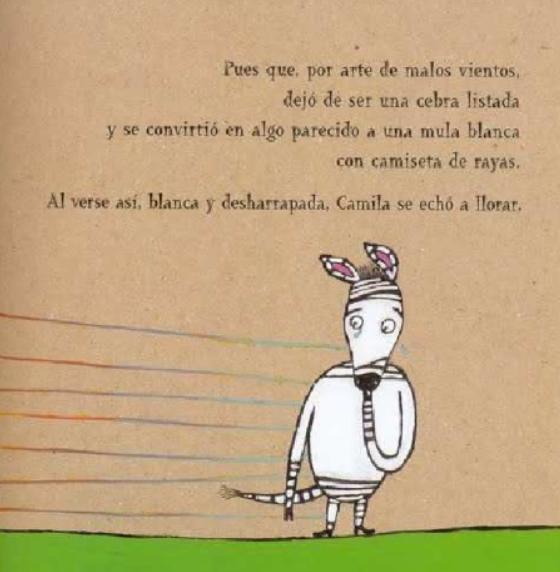 Pues que, por arte de malos vientos,
dejó de ser una cebra listada
y se convirtió en algo parecido a una mula blanca
con camiseta de rayas.
Al verse así, blanca y desharrapada, Camila se echó a llorar.